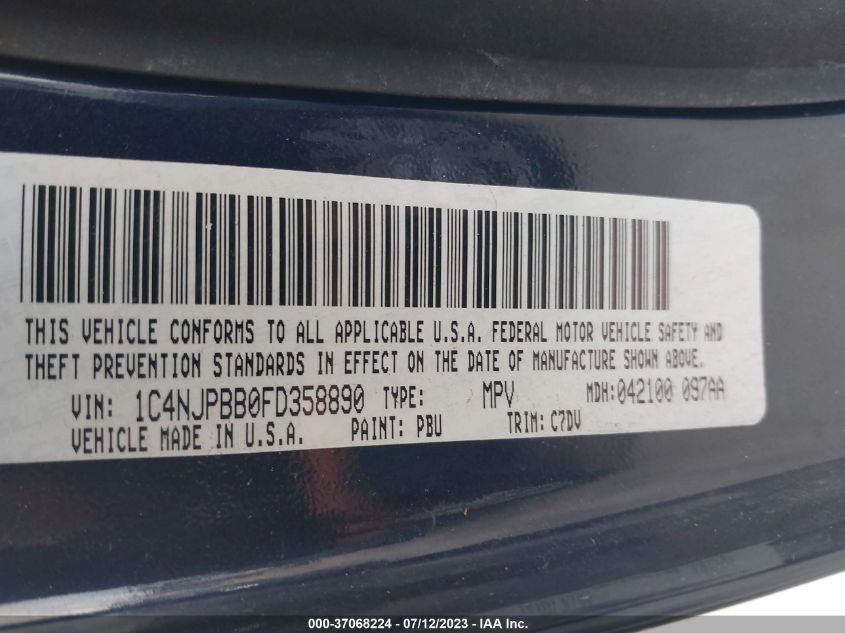 THIS VEHICLE CONFORMS TO ALL APPLICABLE U.S.A. FEDERAL MOTOR VEHICLE SAFETY AND
THEFT PREVENTION STANDARDS IN EFFECT ON THE DATE OF MANUFACTURE SHOWN ABOVE.
VIN: 1C4NJPBB0FD358890 TYPE: MPV MDH:042100 097AA
VEHICLE MADE IN U.S.A. PAINT: PBU TRIM: C7DV
000-37068224 - 07/12/2023 - IAA Inc.